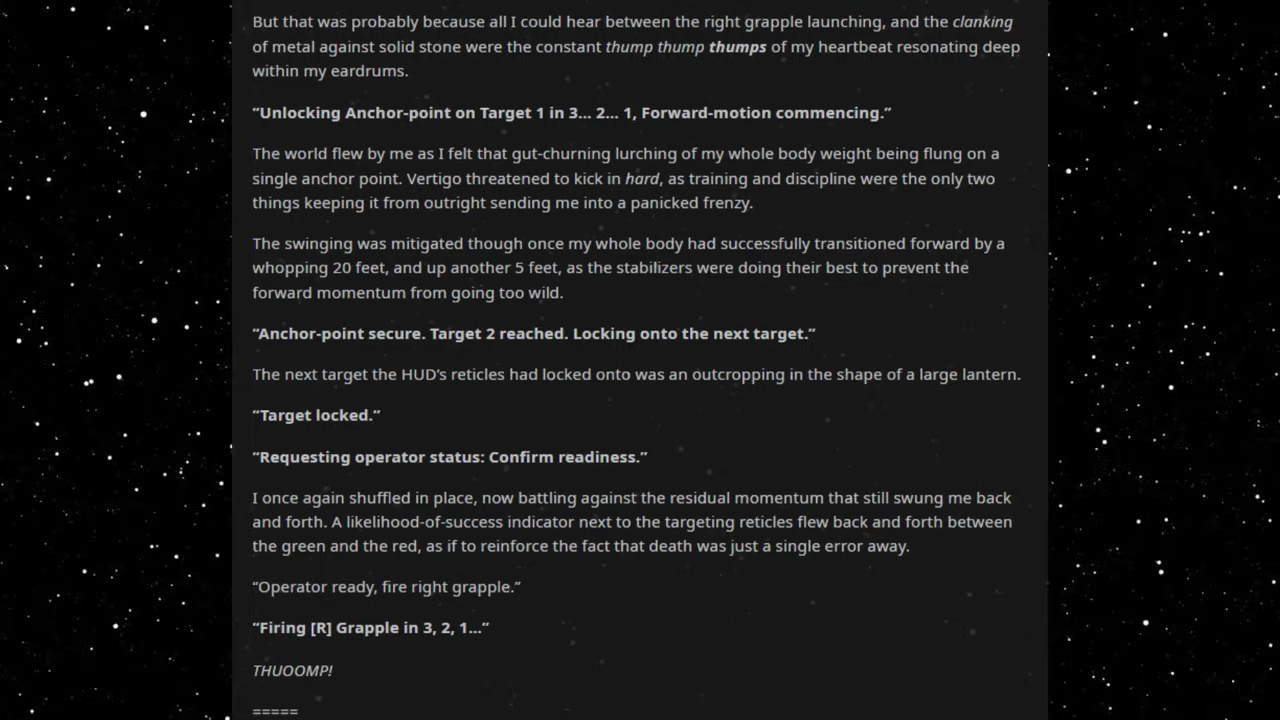 But that was probably because all I could hear between the right grapple launching, and the clanking
of metal against solid stone were the constant thump thump thumps of my heartbeat resonating deep
within my eardrums.
“Unlocking Anchor-point on Target 1 in 3... 2... 1, Forward-motion commencing.”
The world flew by me as I felt that gut-churning lurching of my whole body weight being flung on a
single anchor point. Vertigo threatened to kick in hard, as training and discipline were the only two
things keeping it from outright sending me into a panicked frenzy.
The swinging was mitigated though once my whole body had successfully transitioned forward by a
whopping 20 feet, and up another 5 feet, as the stabilizers were doing their best to prevent the
forward momentum from going too wild.
“Anchor-point secure. Target 2 reached. Locking onto the next target.”
The next target the HUD’s reticles had locked onto was an outcropping in the shape of a large lantern.
“Target locked.”
“Requesting operator status: Confirm readiness.”
I once again shuffled in place, now battling against the residual momentum that still swung me back
and forth. A likelihood-of-success indicator next to the targeting reticles flew back and forth between
the green and the red, as if to reinforce the fact that death was just a single error away.
“Operator ready, fire right grapple.”
“Firing [R] Grapple in 3, 2, 1...”
THUOOMP!
=====